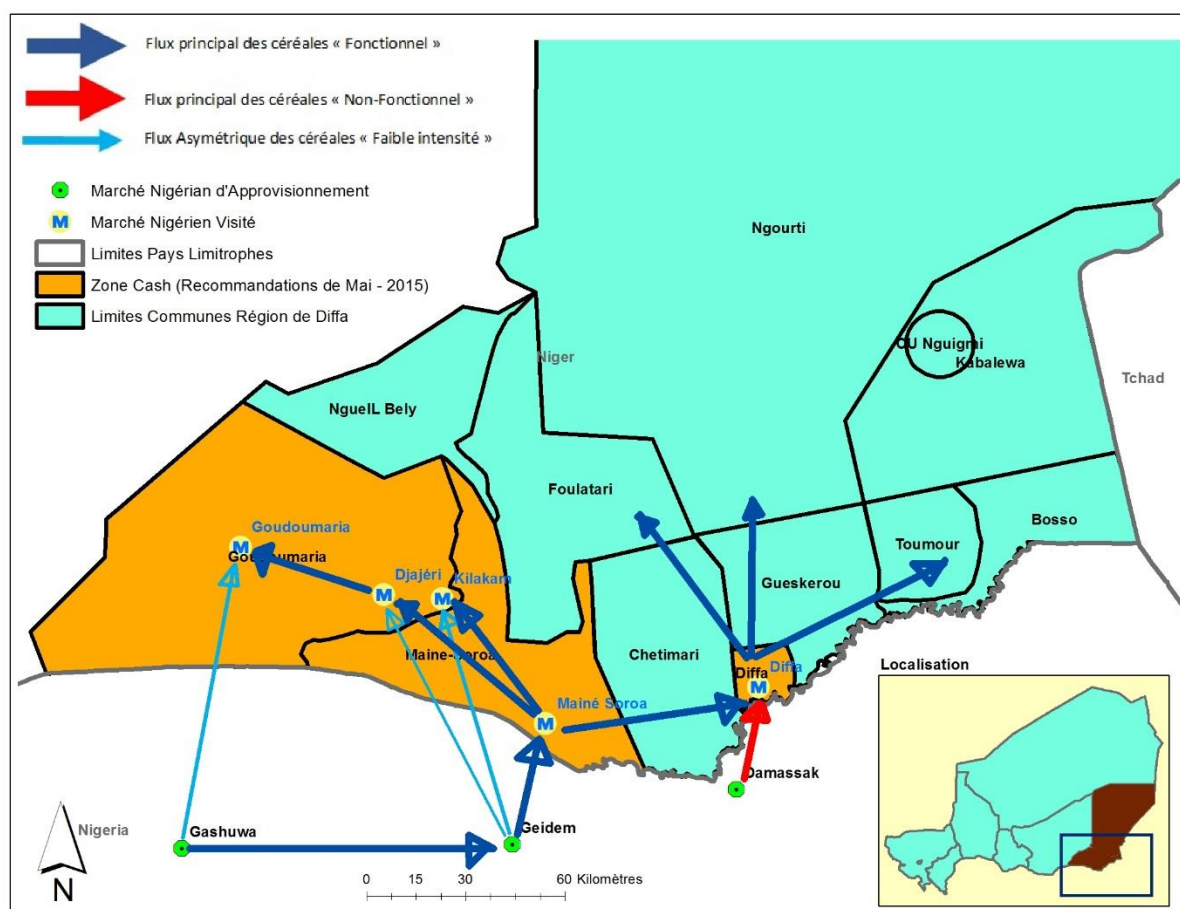 Flux principal des céréales « Fonctionnel »
Flux principal des céréales « Non-Fonctionnel »
Flux Asymétrique des céréales « Faible intensité »
Marché Nigérian d'Approvisionnement
M Marché Nigérien Visité
Limites Pays Limitrophes
Zone Cash (Recommandations de Mai - 2015)
Limites Communes Région de Diffa
Ngourti
CU Nguigmi
Kabalewa
Niger
Tchad
NguelL Bely
Foulatari
Bosso
Toumour
Goudoumaria
M
Goudoumaria
Gueskerou
Djajéri
M
Kilakam
M
Maine-Soroa
Chetimari
Diffa
Diffa
M
Mainé Soroa
M
Damassak
Nigeria
Gashuwa
Geidem
N
0 15 30 60 Kilomètres
Localisation